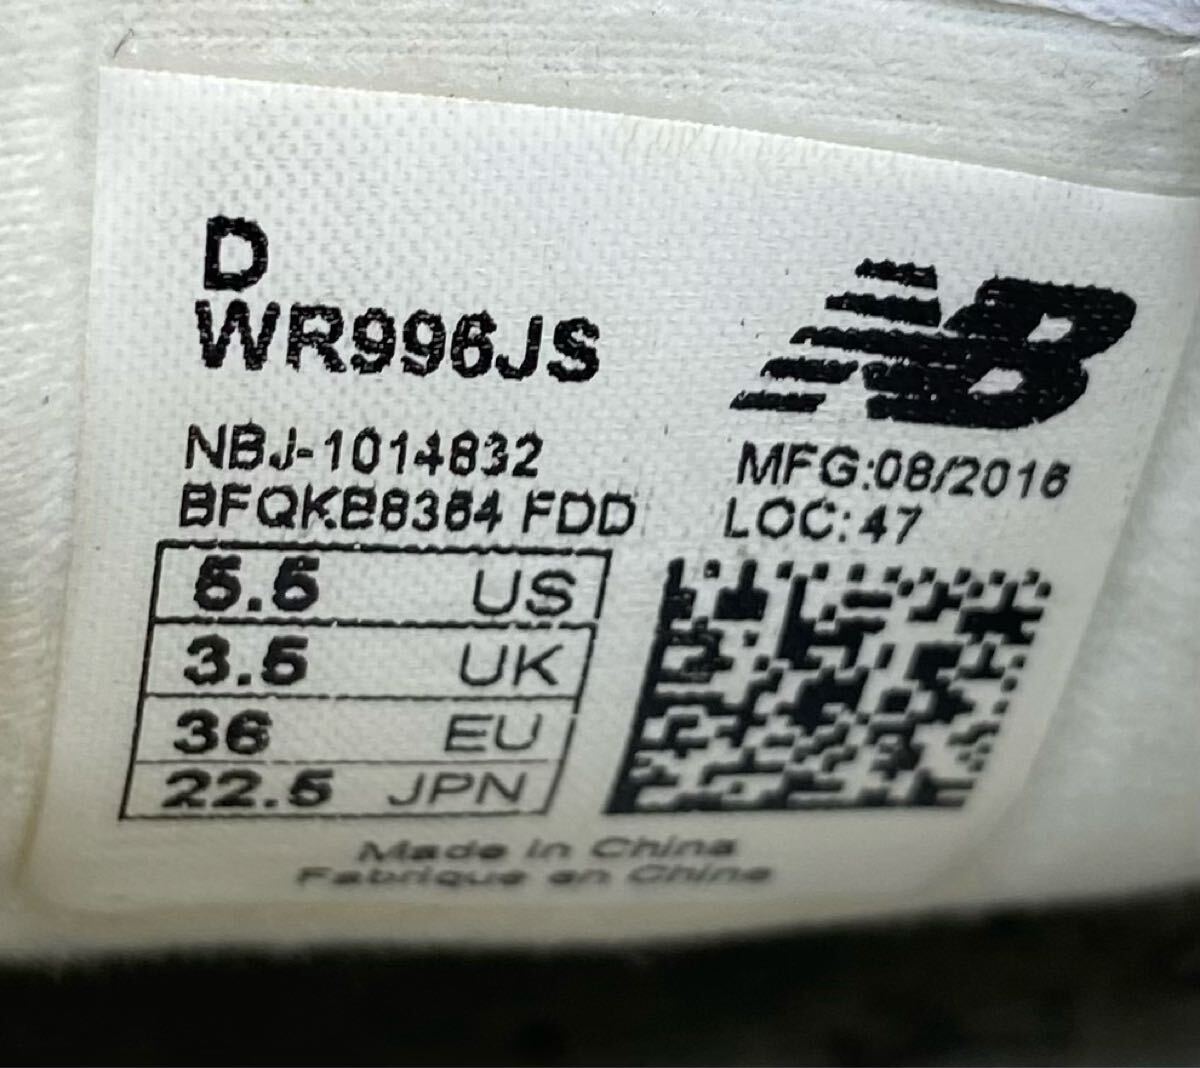 D
WR996JS
NBJ-1014832
BFQKB8364 FDD
MFG:08/2016
LOC:47
5.5 US
3.5 UK
36 EU
22.5 JPN
Made in China
Fabrique en Chine